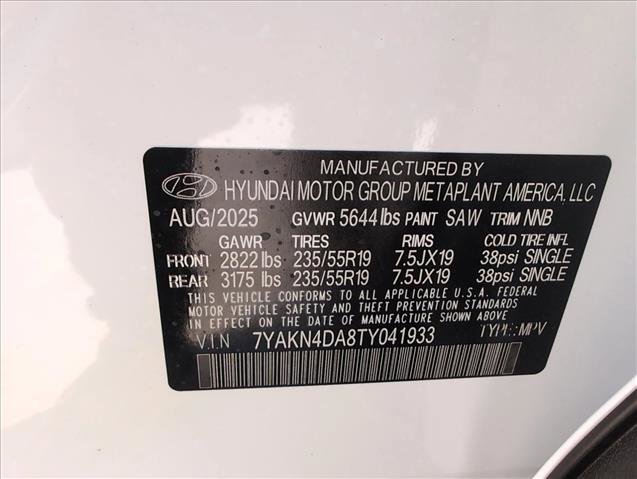 MANUFACTURED BY
HYUNDAI MOTOR GROUP METAPLANT AMERICA, LLC
AUG/2025 GVWR 5644 lbs PAINT SAW TRIM NNB
GAWR TIRES RIMS COLD TIRE INFL
FRONT 2822 lbs 235/55R19 7.5JX19 38psi SINGLE
REAR 3175 lbs 235/55R19 7.5JX19 38psi SINGLE
THIS VEHICLE CONFORMS TO ALL APPLICABLE U.S.A. FEDERAL
MOTOR VEHICLE SAFETY AND THEFT PREVENTION STANDARDS
IN EFFECT ON THE DATE OF MANUFACTURE SHOWN ABOVE.
V.I.N 7YAKN4DA8TY041933 TYPE: MPV